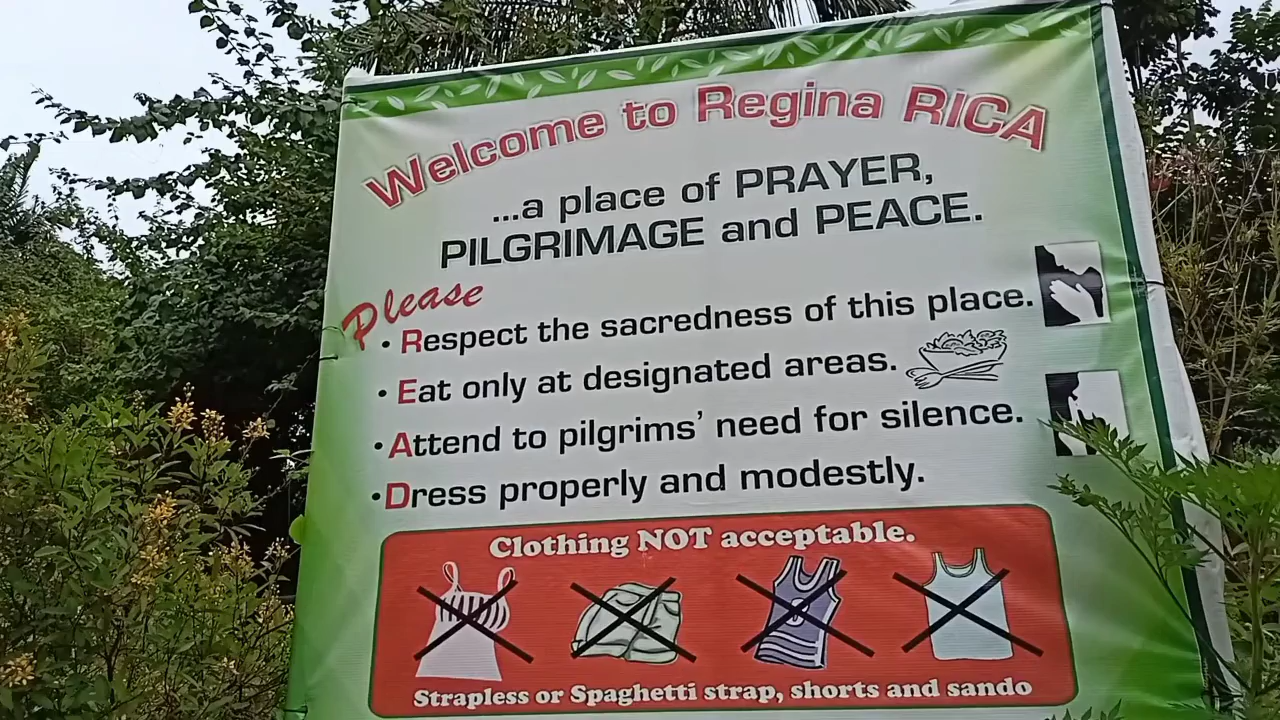 Welcome to Regina RICA
...a place of PRAYER,
PILGRIMAGE and PEACE.
Please
• Respect the sacredness of this place.
• Eat only at designated areas.
• Attend to pilgrims' need for silence.
• Dress properly and modestly.
Clothing NOT acceptable.
Strapless or Spaghetti strap, shorts and sando